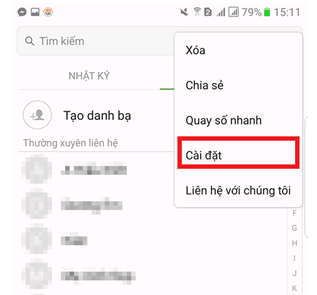 79% 15:11
Tìm kiếm
Xóa
NHẬT KÝ
Chia sẻ
Tạo danh bạ
Quay số nhanh
Thường xuyên liên hệ
Cài đặt
Liên hệ với chúng tôi
F
G
H
I
J
K